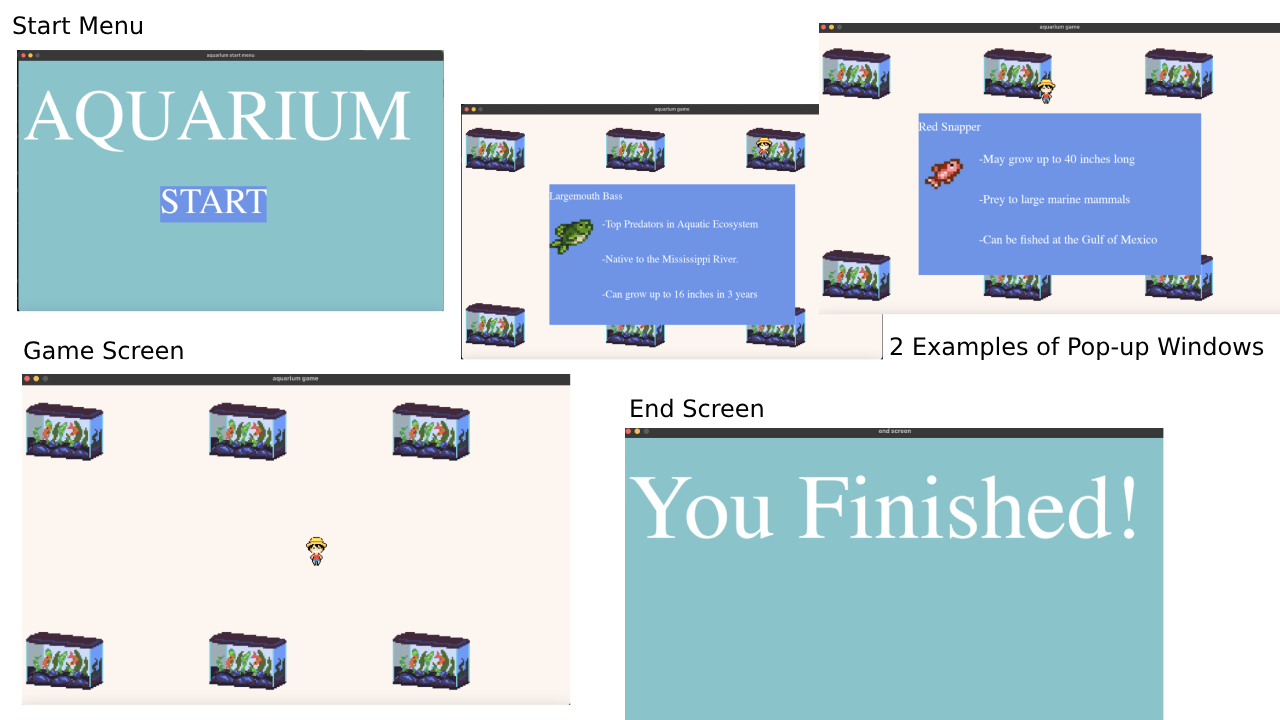 Start Menu
aquarium start menu
AQUARIUM
START
aquarium game
Largemouth Bass
-Top Predators in Aquatic Ecosystem
-Native to the Mississippi River.
-Can grow up to 16 inches in 3 years
aquarium game
Red Snapper
-May grow up to 40 inches long
-Prey to large marine mammals
-Can be fished at the Gulf of Mexico
2 Examples of Pop-up Windows
Game Screen
aquarium game
End Screen
end screen
You Finished!